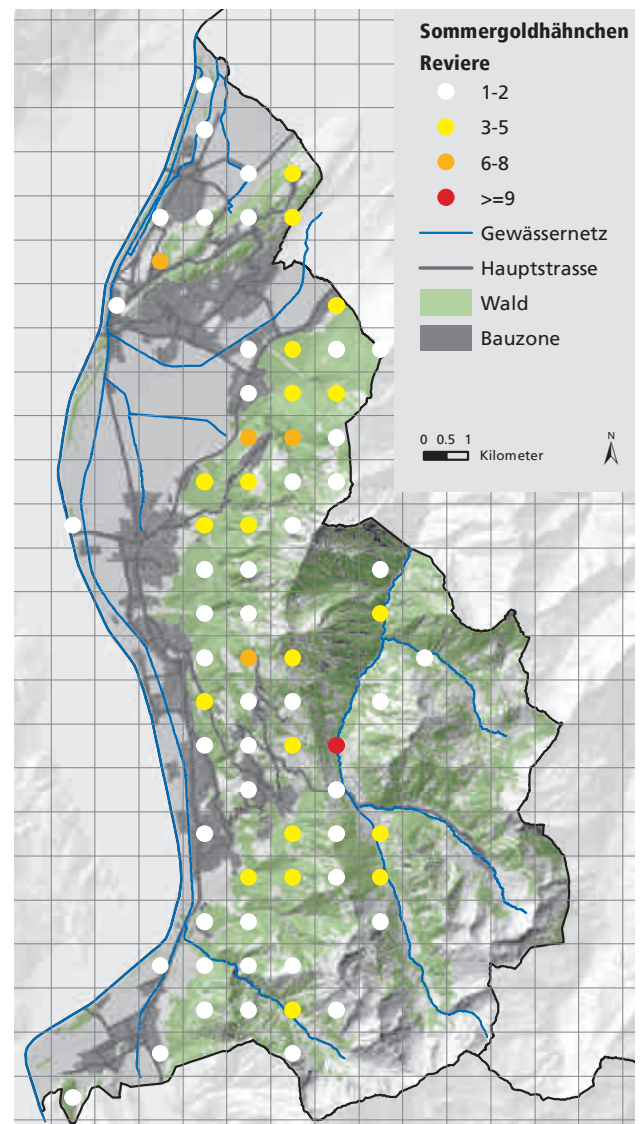 Sommergoldhähnchen
Reviere
1-2
3-5
6-8
>=9
Gewässernetz
Hauptstrasse
Wald
Bauzone
0 0.5 1 Kilometer
N